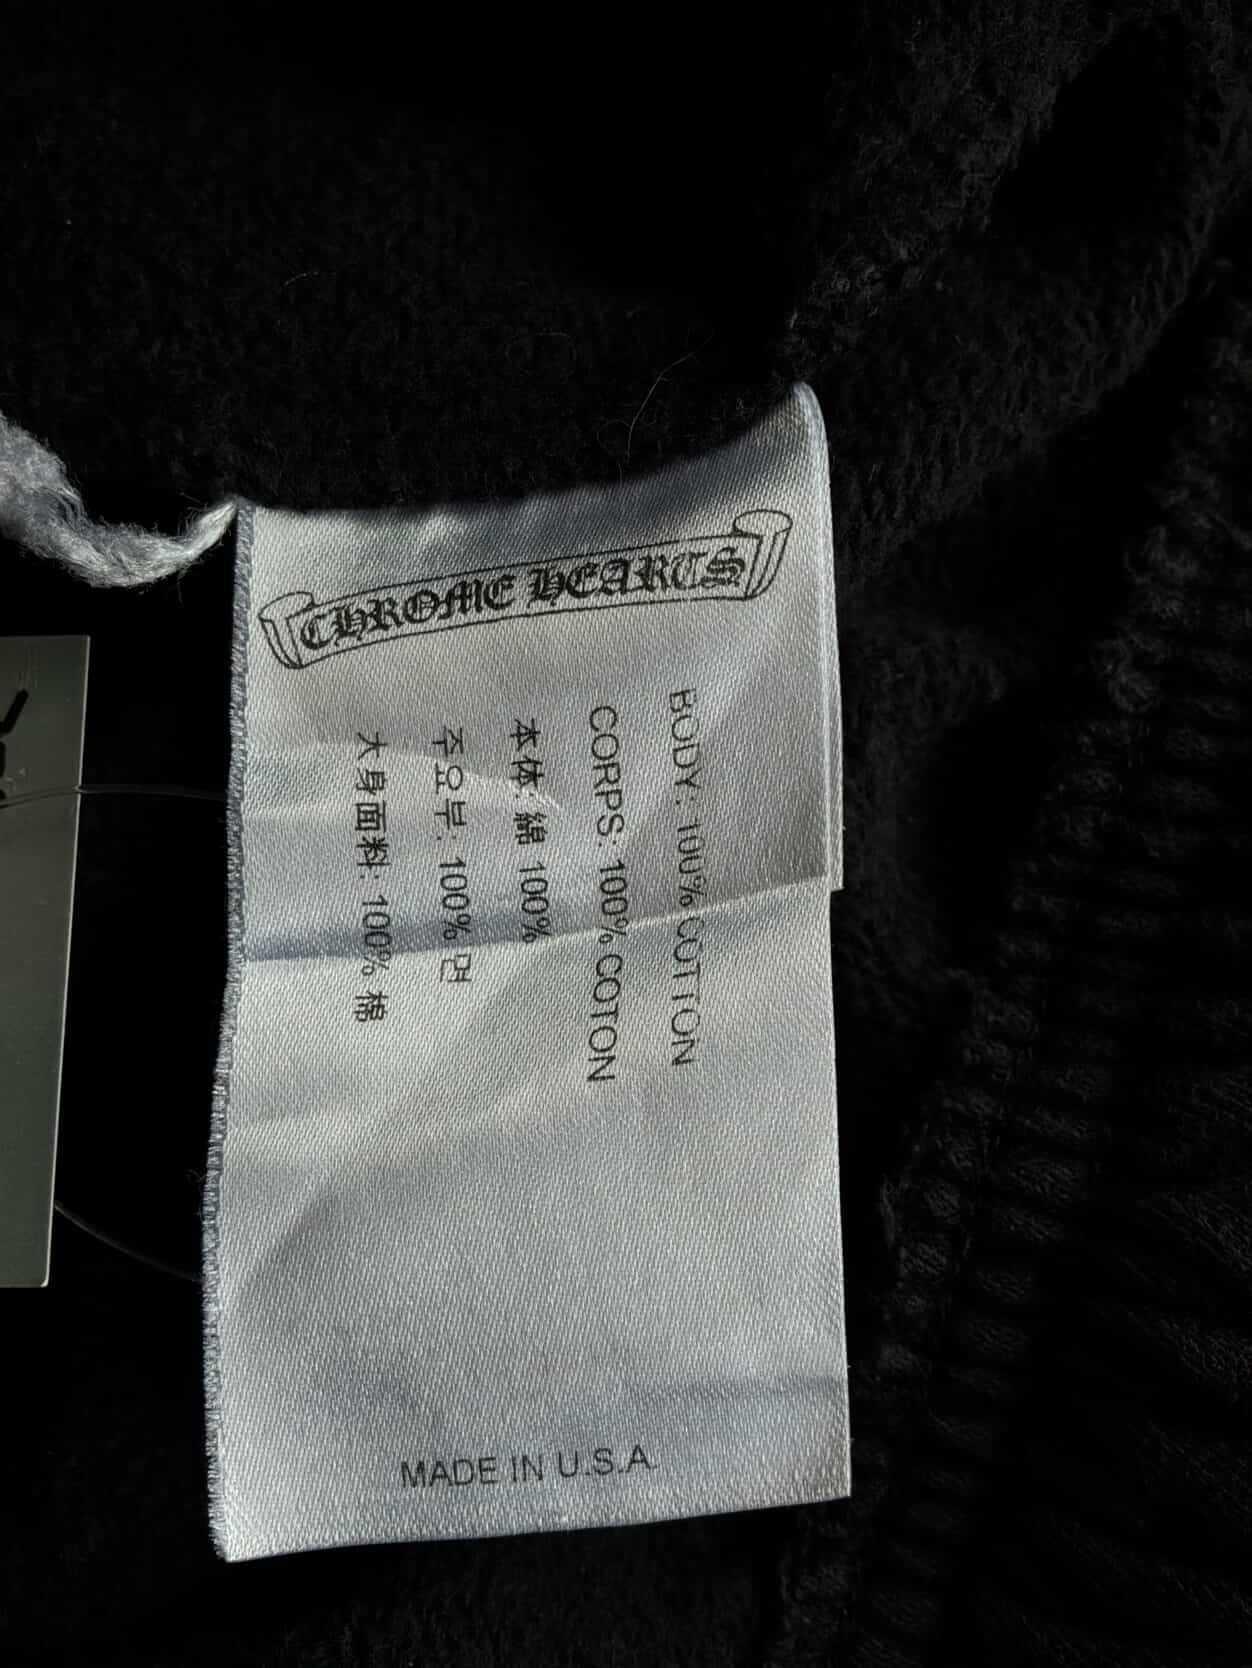 CHROME HEARTS
BODY: 100% COTTON
CORPS: 100% COTON
本体: 綿 100%
주요부: 100% 면
大身面料: 100% 棉
MADE IN U.S.A.